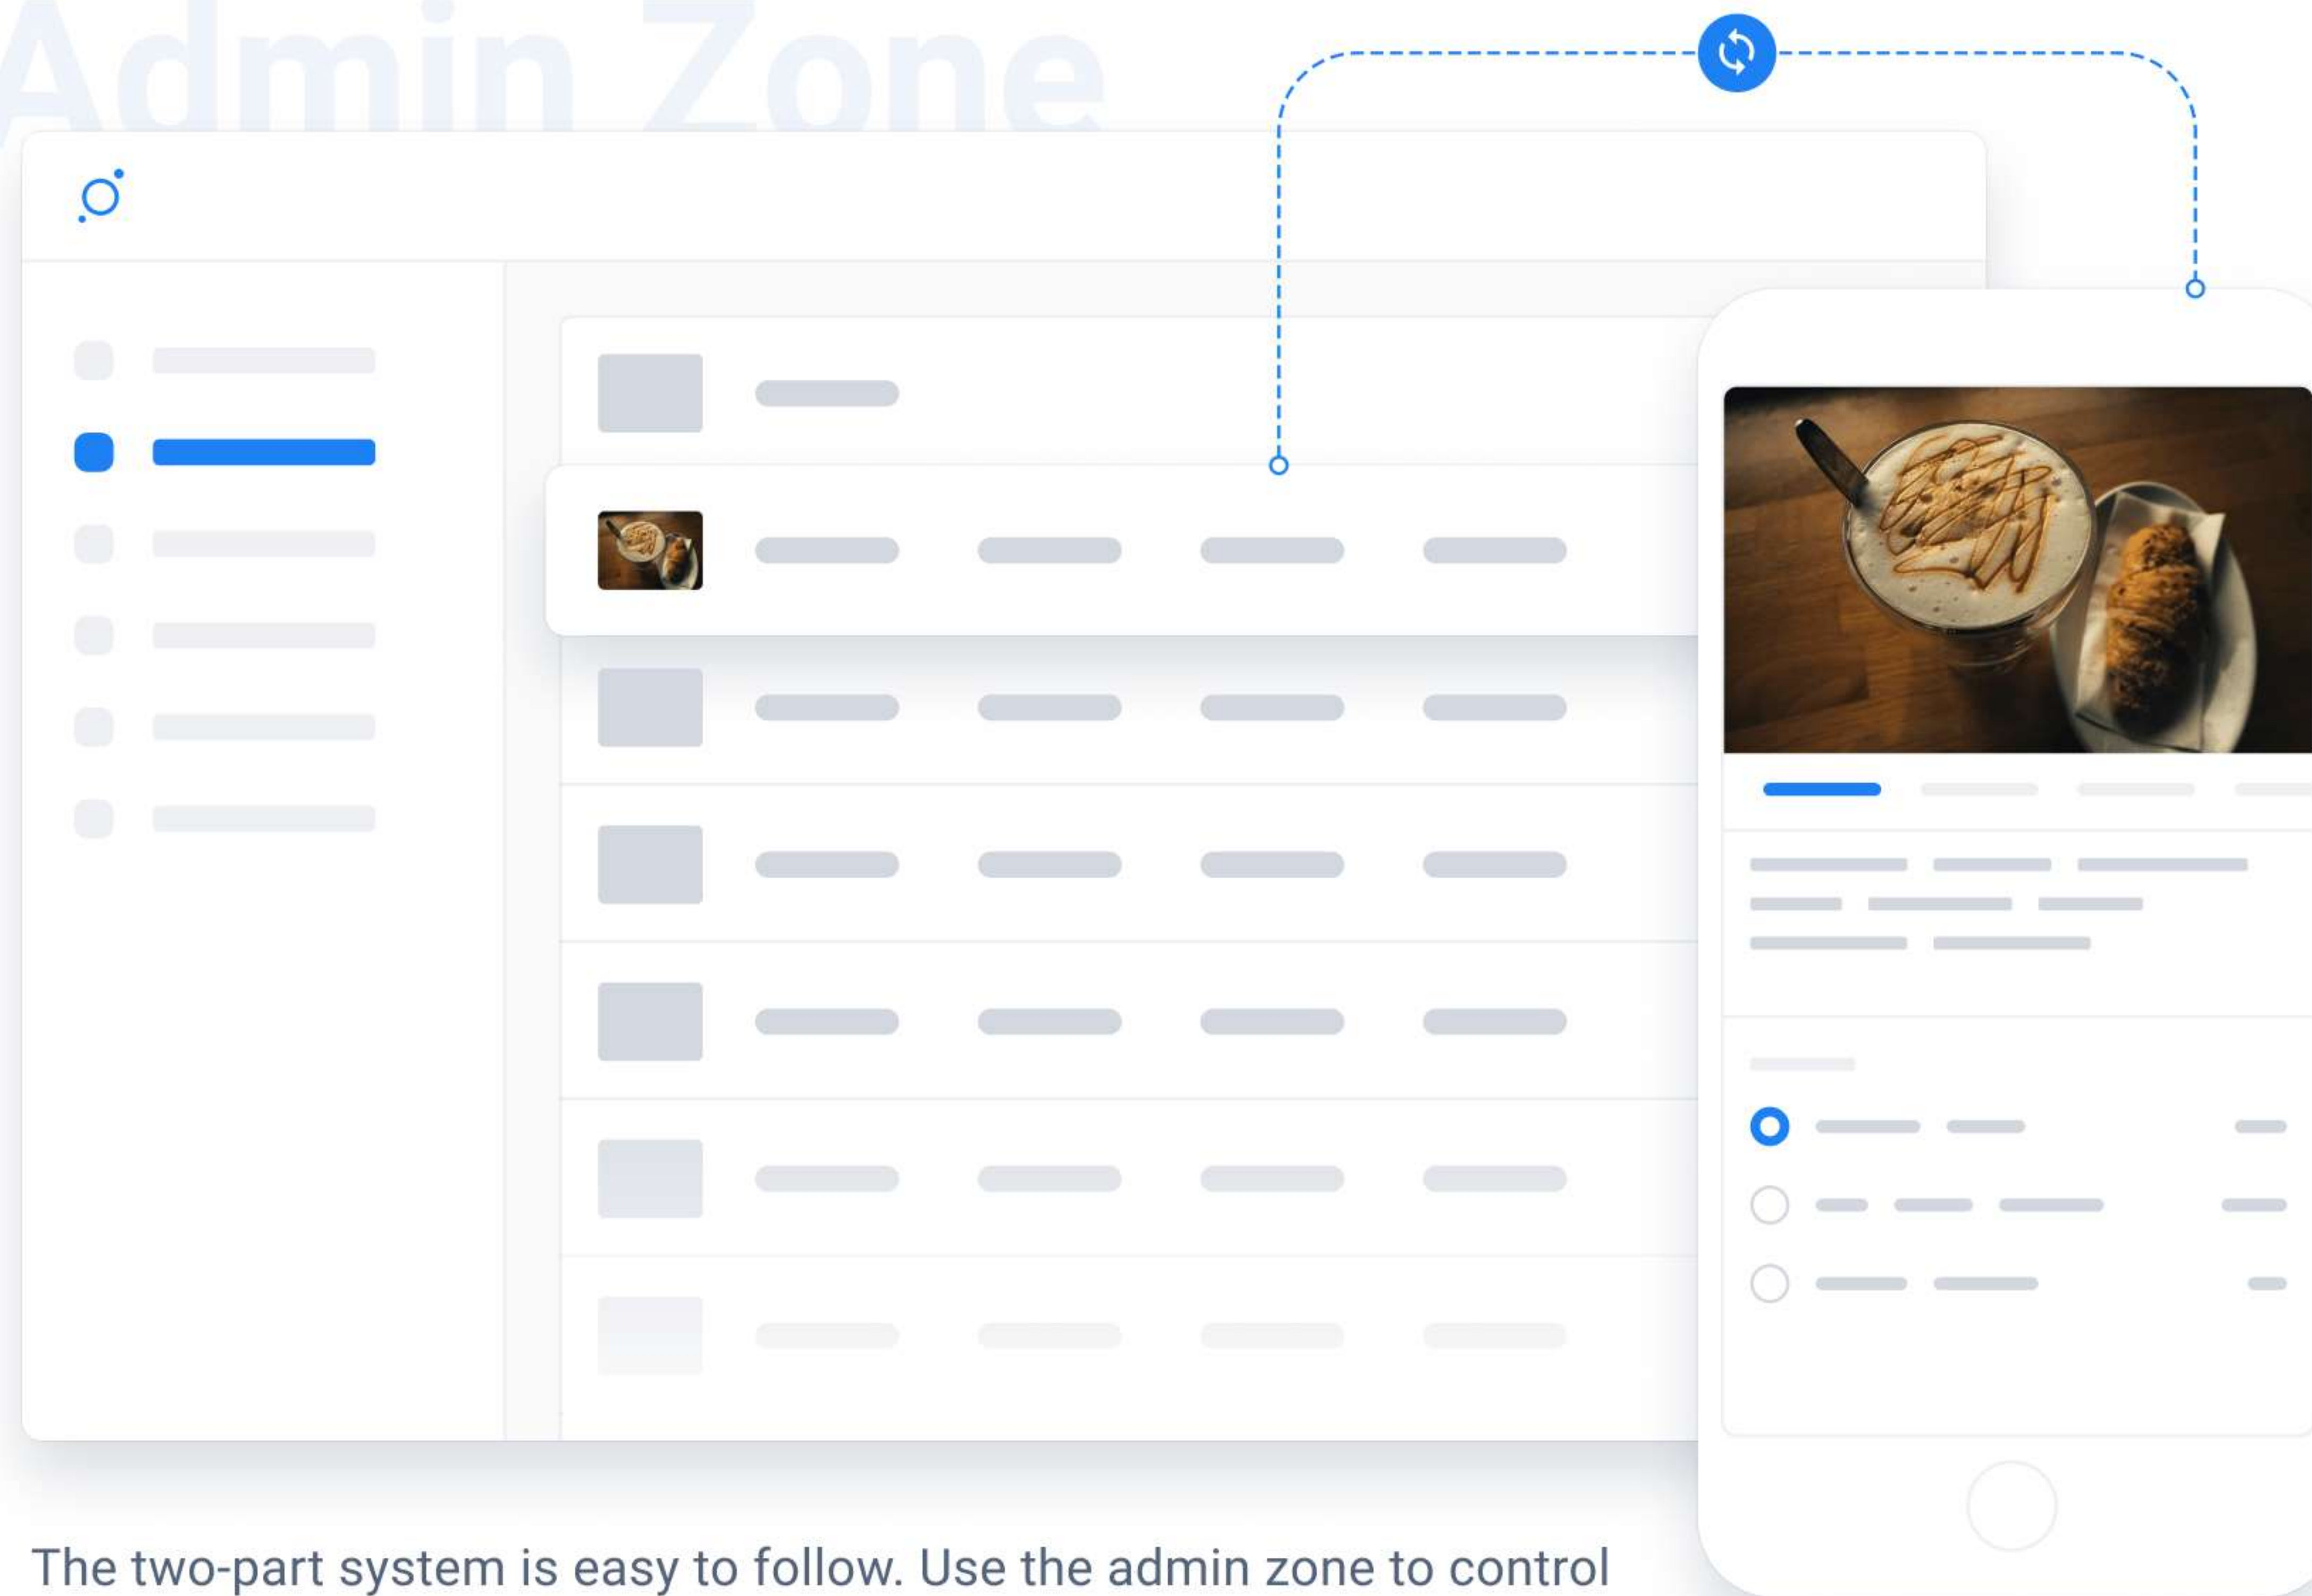 Admin Zone
The two-part system is easy to follow. Use the admin zone to control